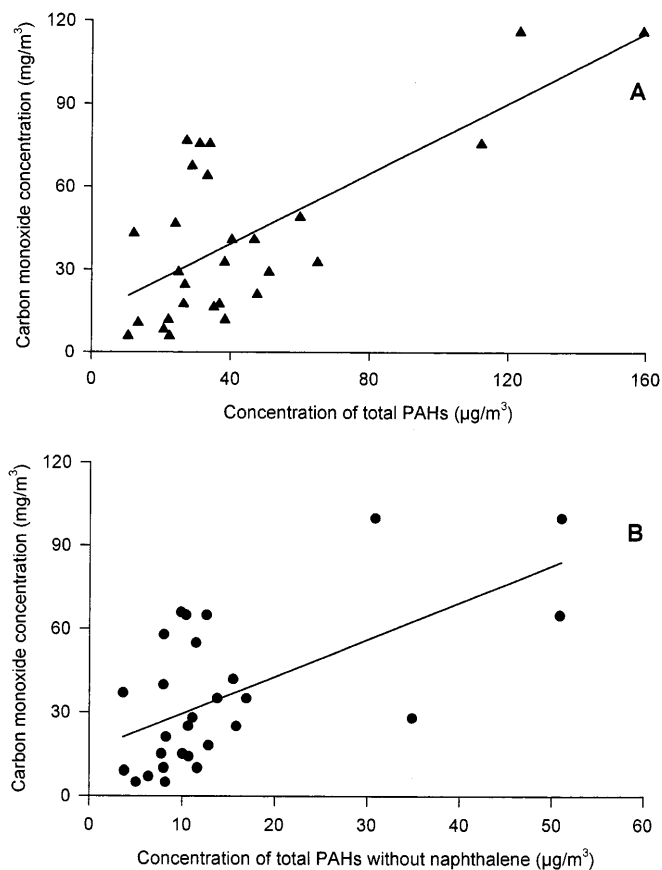 120
90
60
30
0
Carbon monoxide concentration (mg/m³)
A
0 40 80 120 160
Concentration of total PAHs (µg/m³)
120
90
60
30
0
Carbon monoxide concentration (mg/m³)
B
0 10 20 30 40 50 60
Concentration of total PAHs without naphthalene (µg/m³)